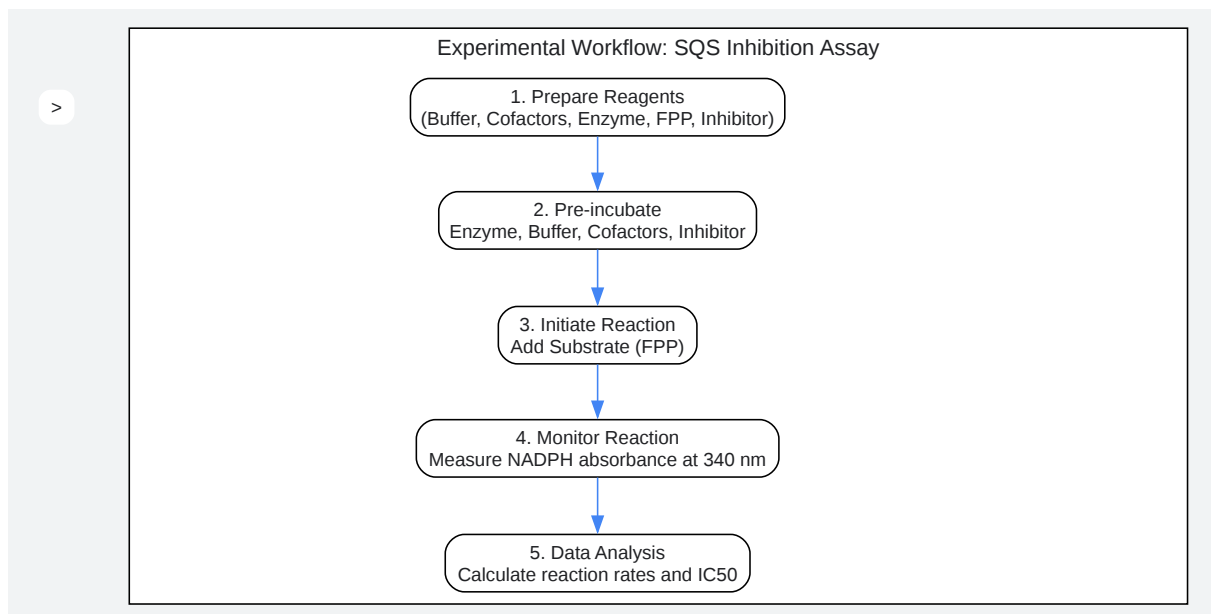 Experimental Workflow: SQS Inhibition Assay
>
1. Prepare Reagents
(Buffer, Cofactors, Enzyme, FPP, Inhibitor)
2. Pre-incubate
Enzyme, Buffer, Cofactors, Inhibitor
3. Initiate Reaction
Add Substrate (FPP)
4. Monitor Reaction
Measure NADPH absorbance at 340 nm
5. Data Analysis
Calculate reaction rates and IC50